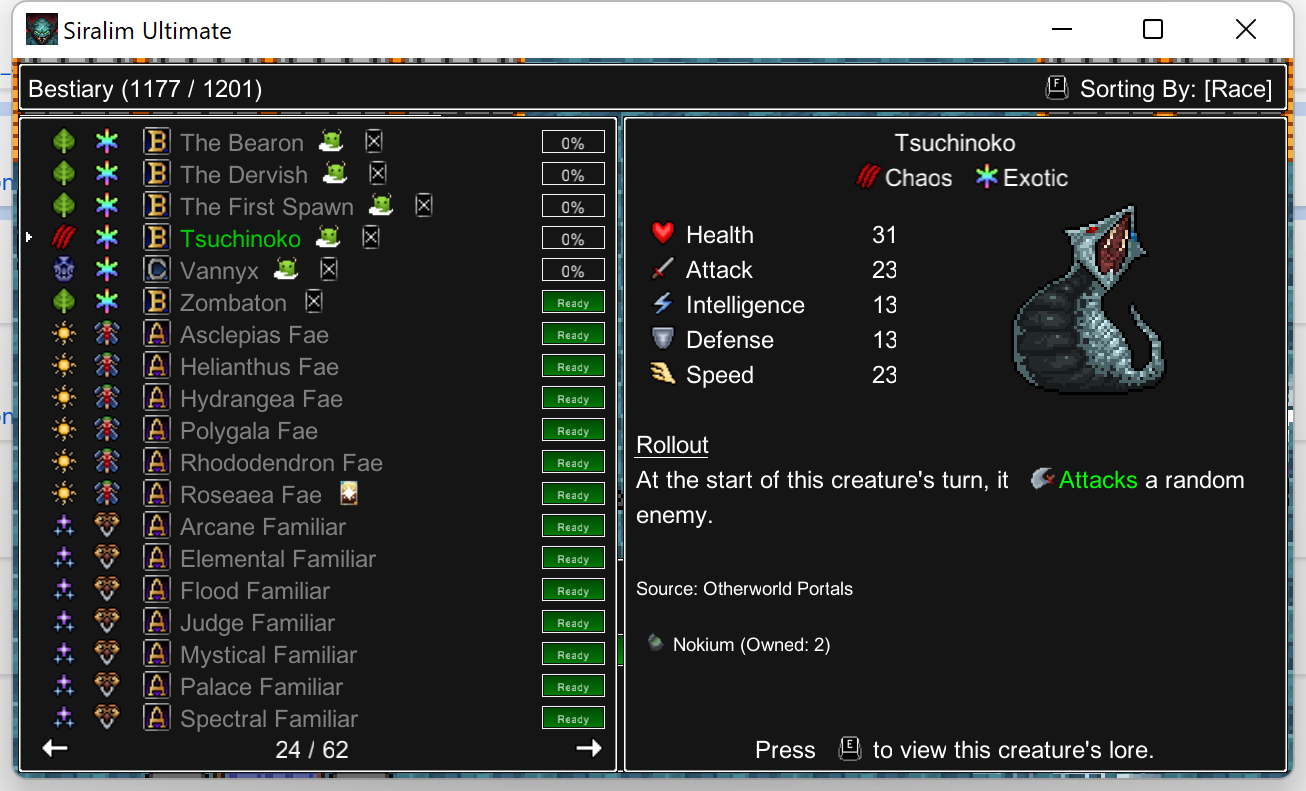 Siralim Ultimate
Bestiary (1177 / 1201)
F Sorting By: [Race]
B The Bearon 0%
B The Dervish 0%
B The First Spawn 0%
B Tsuchinoko 0%
C Vannyx 0%
B Zombaton Ready
A Asclepias Fae Ready
A Helianthus Fae Ready
A Hydrangea Fae Ready
A Polygala Fae Ready
A Rhododendron Fae Ready
A Roseaea Fae Ready
A Arcane Familiar Ready
A Elemental Familiar Ready
A Flood Familiar Ready
A Judge Familiar Ready
A Mystical Familiar Ready
A Palace Familiar Ready
A Spectral Familiar Ready
24 / 62
Tsuchinoko
Chaos Exotic
Health 31
Attack 23
Intelligence 13
Defense 13
Speed 23
Rollout
At the start of this creature's turn, it Attacks a random
enemy.
Source: Otherworld Portals
Nokium (Owned: 2)
Press E to view this creature's lore.